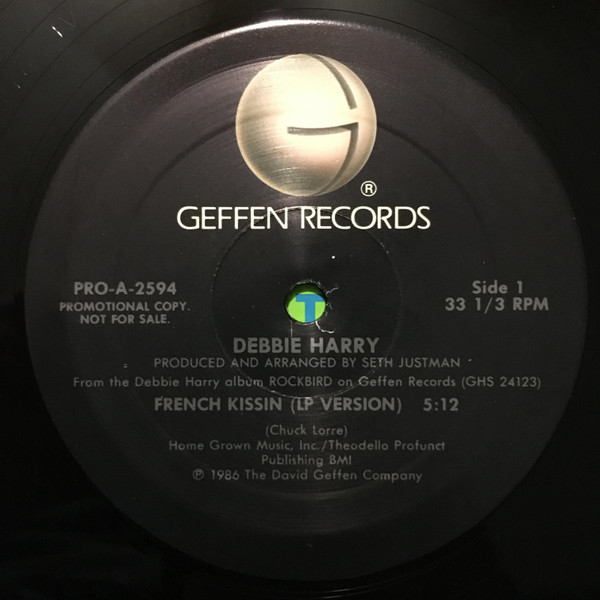 ®
GEFFEN RECORDS
PRO-A-2594
PROMOTIONAL COPY.
NOT FOR SALE.
Side 1
33 1/3 RPM
T
DEBBIE HARRY
PRODUCED AND ARRANGED BY SETH JUSTMAN
From the Debbie Harry album ROCKBIRD on Geffen Records (GHS 24123)
FRENCH KISSIN (LP VERSION) 5:12
(Chuck Lorre)
Home Grown Music, Inc./Theodello Profunct
Publishing BMI
℗ 1986 The David Geffen Company